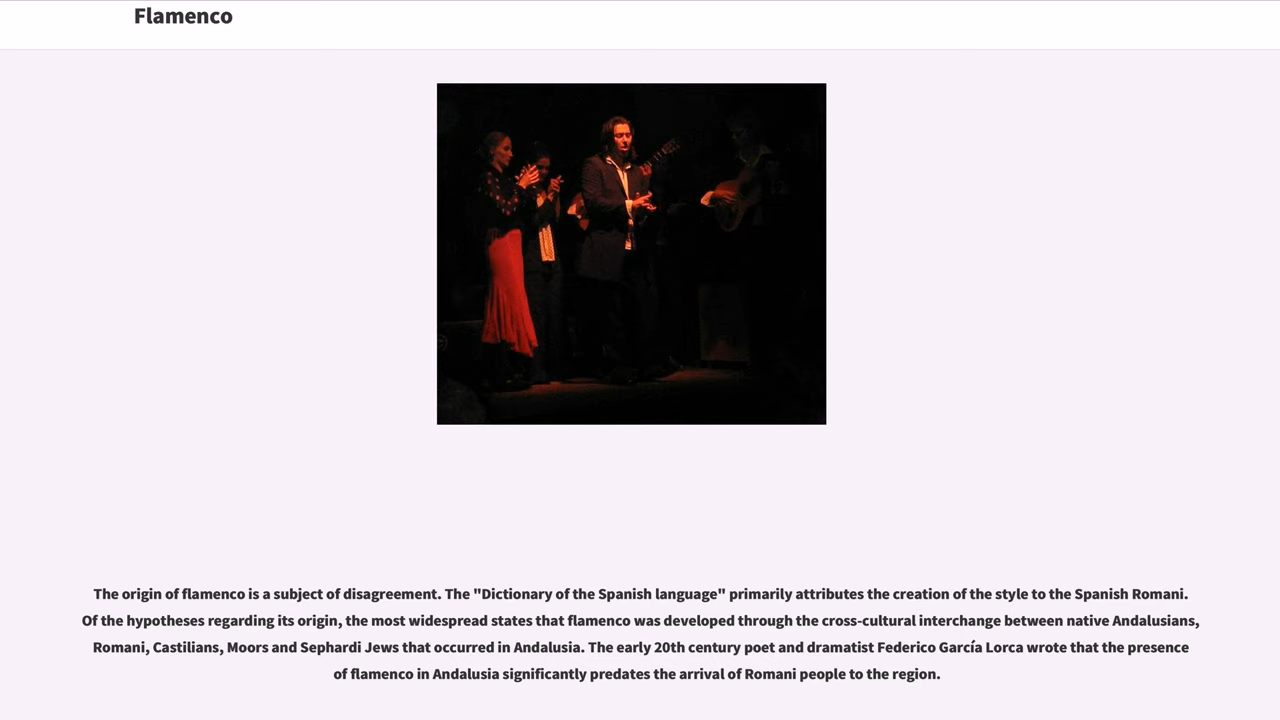 Flamenco
The origin of flamenco is a subject of disagreement. The "Dictionary of the Spanish language" primarily attributes the creation of the style to the Spanish Romani.
Of the hypotheses regarding its origin, the most widespread states that flamenco was developed through the cross-cultural interchange between native Andalusians,
Romani, Castilians, Moors and Sephardi Jews that occurred in Andalusia. The early 20th century poet and dramatist Federico García Lorca wrote that the presence
of flamenco in Andalusia significantly predates the arrival of Romani people to the region.